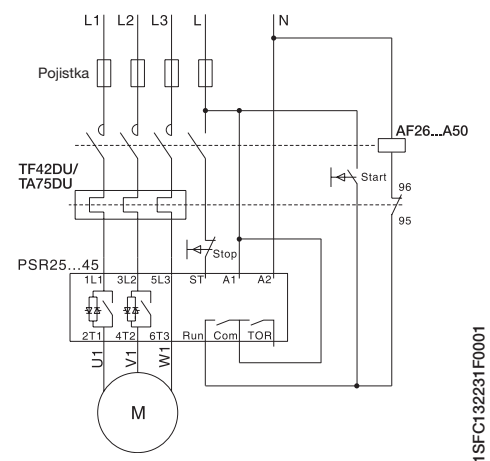 L1 L2 L3 L N
Pojistka
AF26...A50
TF42DU/
TA75DU
Start
96
95
Stop
PSR25...45
1L1 3L2 5L3 ST A1 A2
2T1 4T2 6T3 Run Com TOR
U1 V1 W1
M
1SFC132231F0001